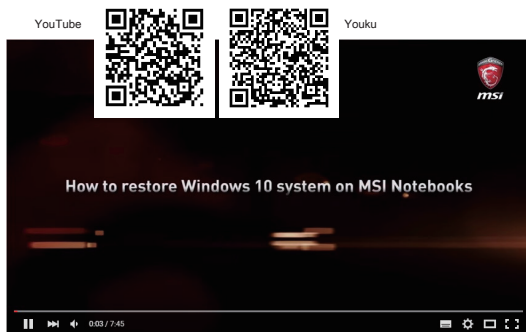 YouTube
Youku
msi
How to restore Windows 10 system on MSI Notebooks
0:03 / 7:45